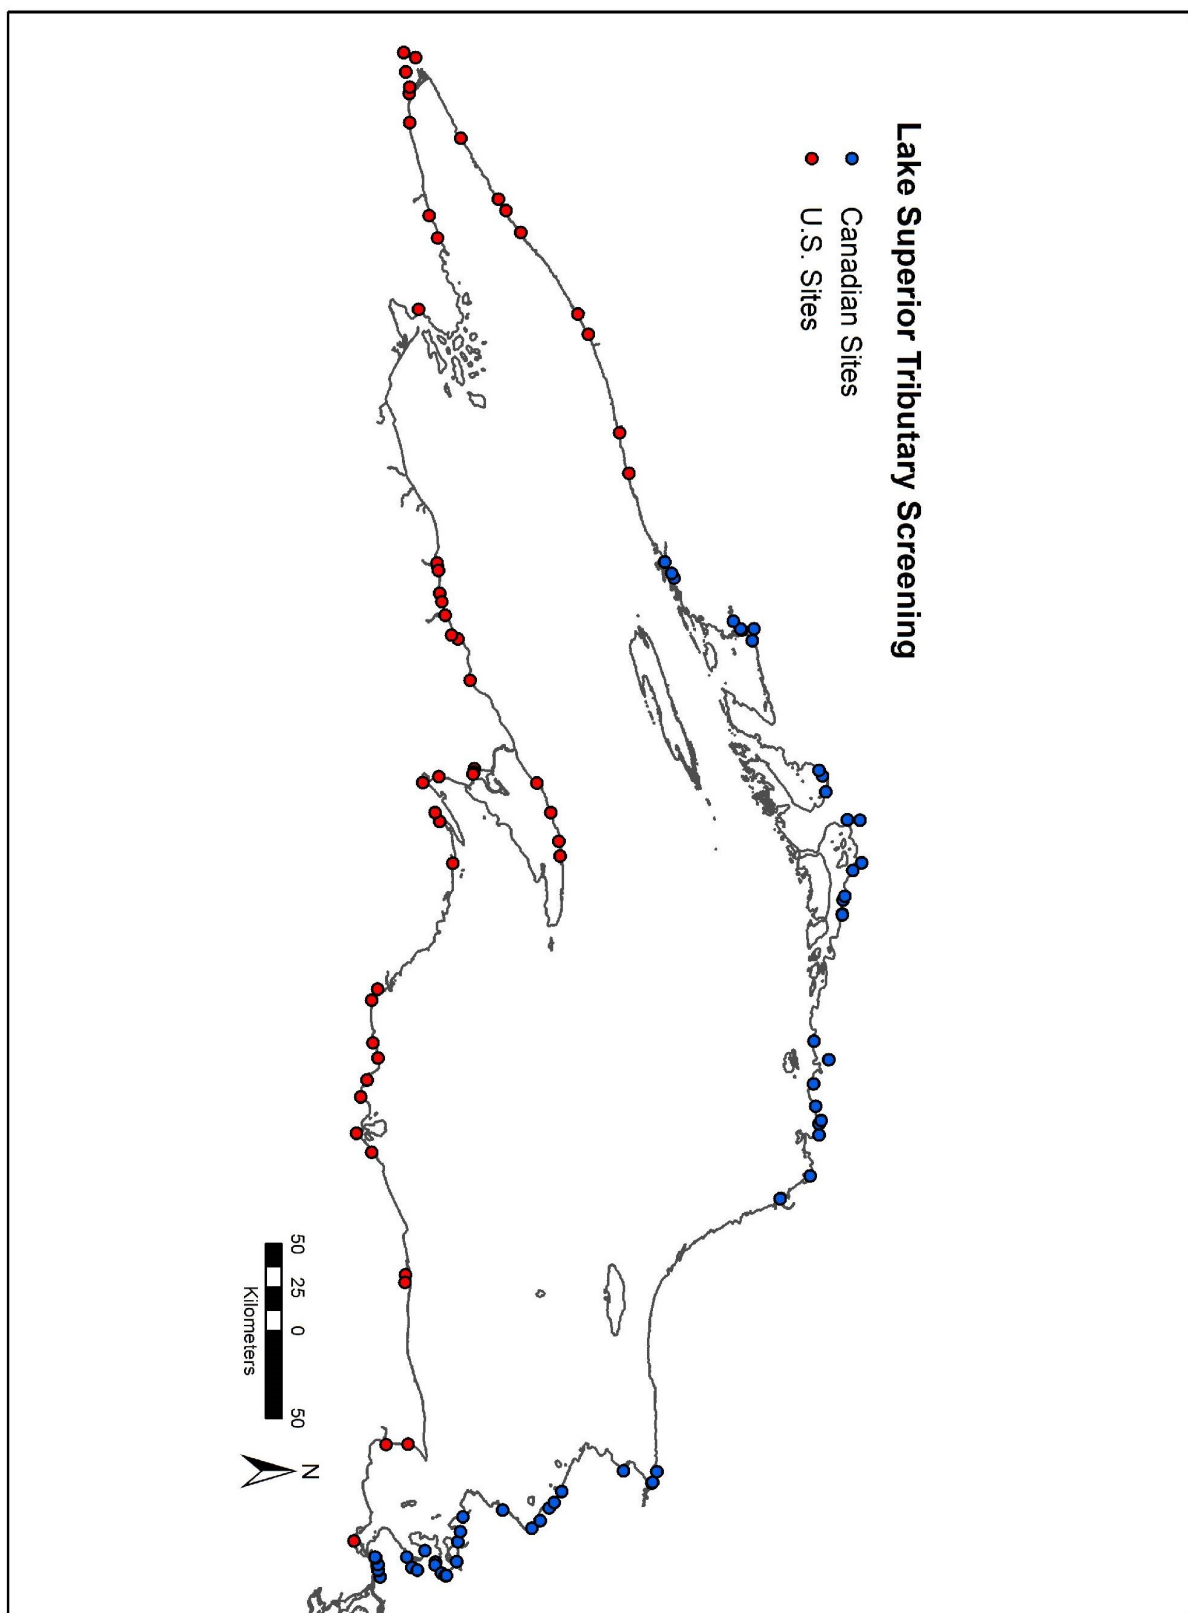 Lake Superior Tributary Screening
Canadian Sites
U.S. Sites
50 25 0 50
Kilometers
N